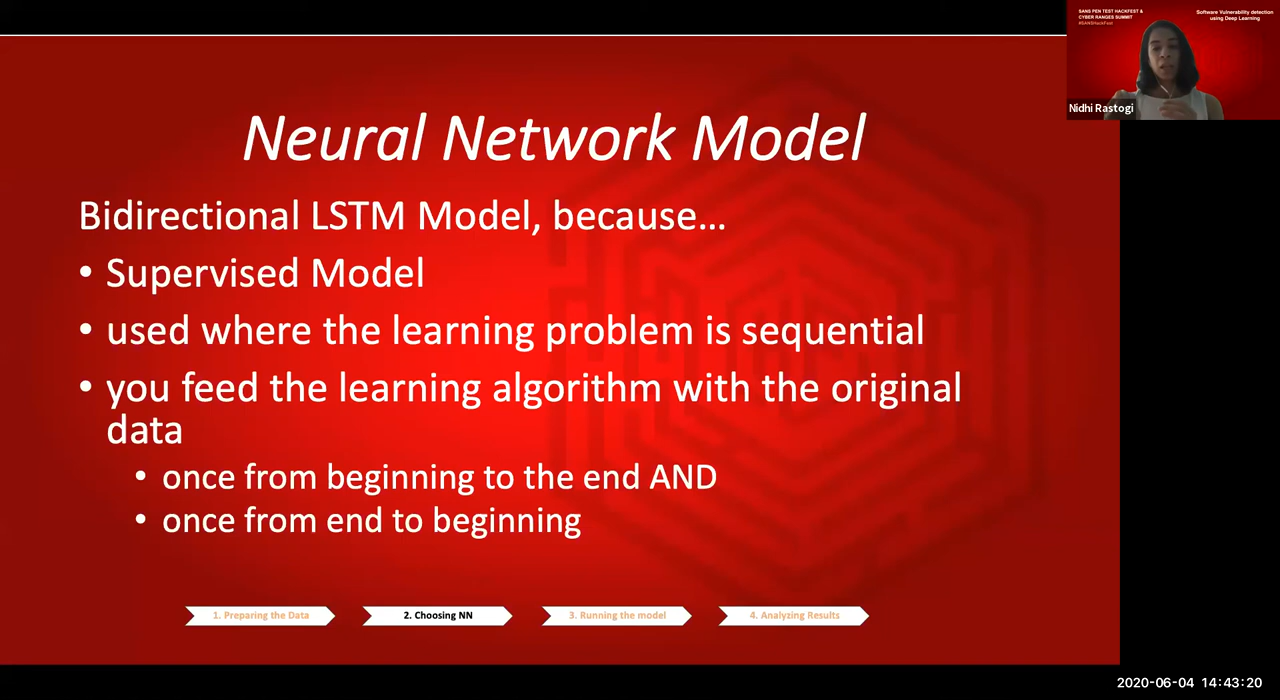 SANS PEN TEST HACKFEST &
CYBER RANGES SUMMIT
#SANSHackFest
Software Vulnerability detection
using Deep Learning
Nidhi Rastogi
Neural Network Model
Bidirectional LSTM Model, because…
• Supervised Model
• used where the learning problem is sequential
• you feed the learning algorithm with the original
data
• once from beginning to the end AND
• once from end to beginning
1. Preparing the Data
2. Choosing NN
3. Running the model
4. Analyzing Results
2020-06-04 14:43:20